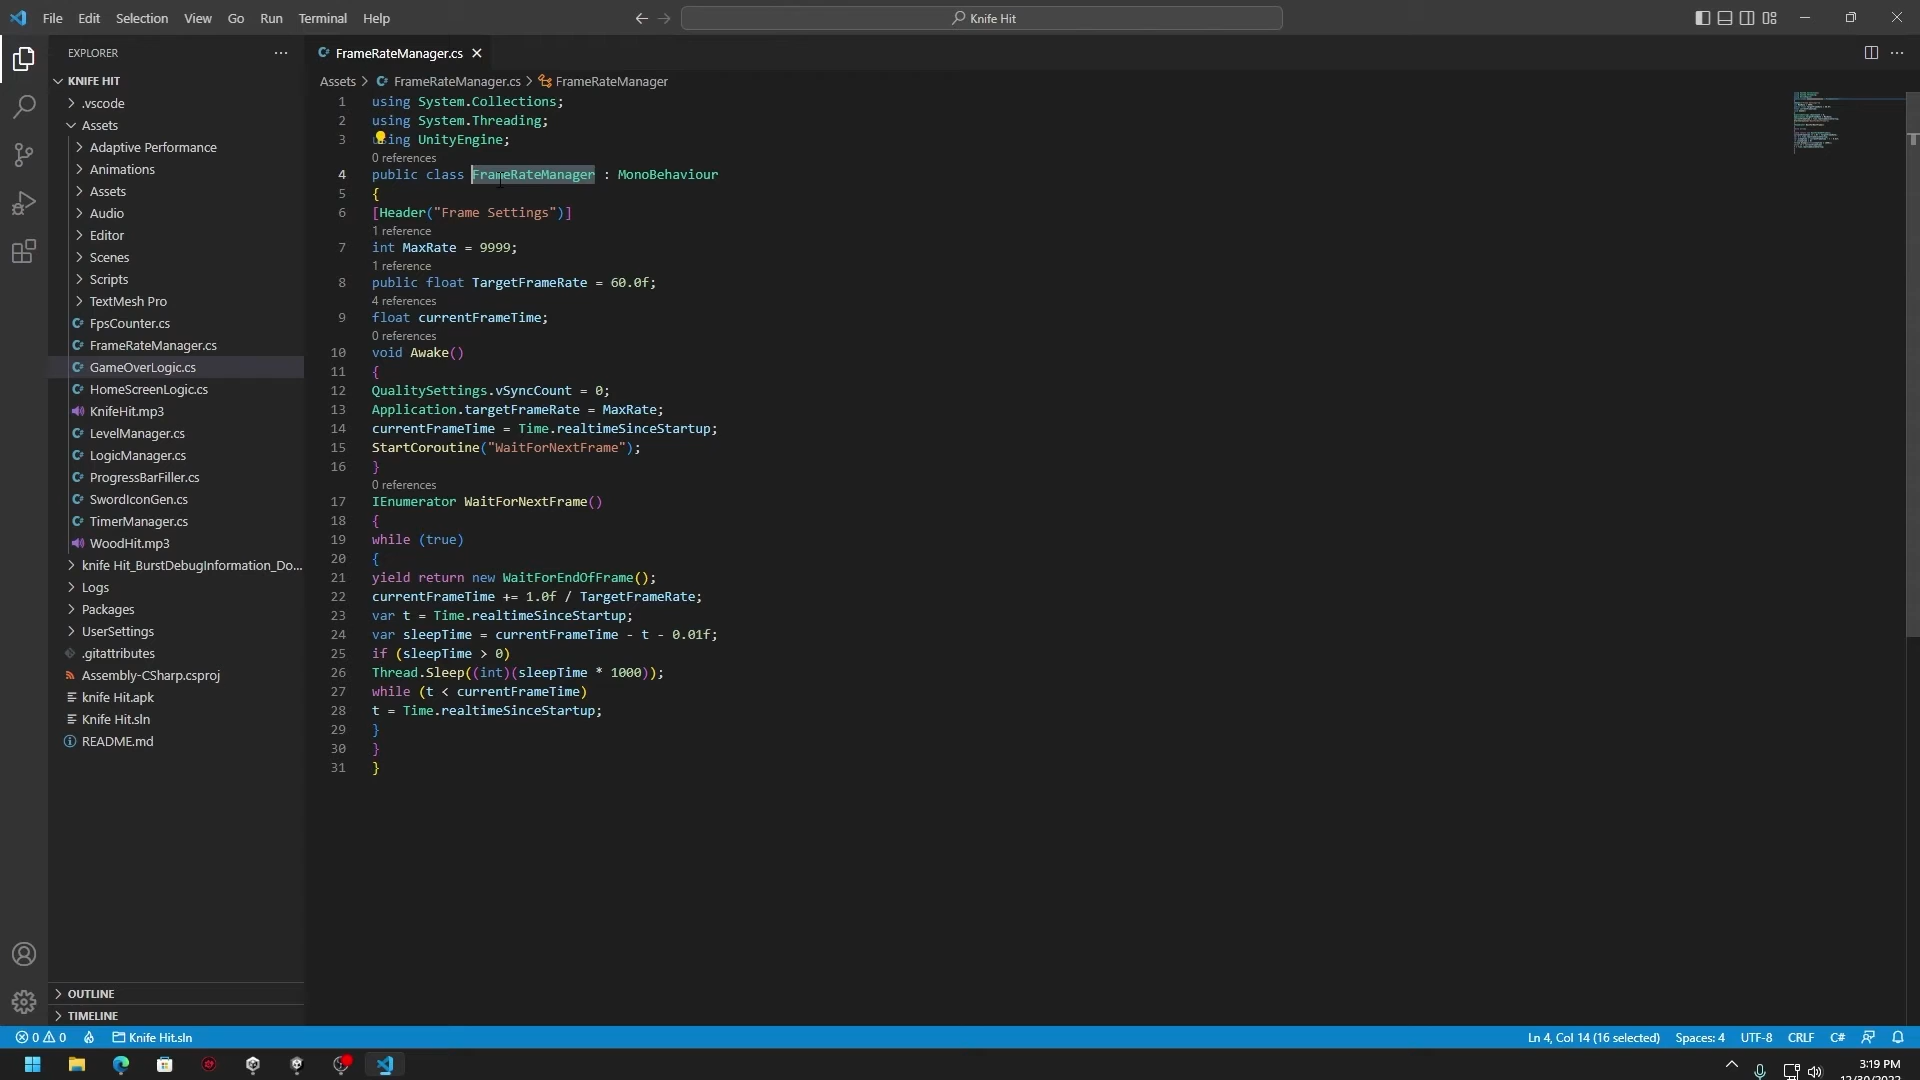 File Edit Selection View Go Run Terminal Help
Knife Hit
EXPLORER
KNIFE HIT
.vscode
Assets
Adaptive Performance
Animations
Assets
Audio
Editor
Scenes
Scripts
TextMesh Pro
FpsCounter.cs
FrameRateManager.cs
GameOverLogic.cs
HomeScreenLogic.cs
KnifeHit.mp3
LevelManager.cs
LogicManager.cs
ProgressBarFiller.cs
SwordIconGen.cs
TimerManager.cs
WoodHit.mp3
knife Hit_BurstDebugInformation_Do...
Logs
Packages
UserSettings
.gitattributes
Assembly-CSharp.csproj
knife Hit.apk
Knife Hit.sln
README.md
OUTLINE
TIMELINE
FrameRateManager.cs
Assets > FrameRateManager.cs > FrameRateManager
1 using System.Collections;
2 using System.Threading;
3 using UnityEngine;
0 references
4 public class FrameRateManager : MonoBehaviour
5 {
6 [Header("Frame Settings")]
1 reference
7 int MaxRate = 9999;
1 reference
8 public float TargetFrameRate = 60.0f;
4 references
9 float currentFrameTime;
0 references
10 void Awake()
11 {
12 QualitySettings.vSyncCount = 0;
13 Application.targetFrameRate = MaxRate;
14 currentFrameTime = Time.realtimeSinceStartup;
15 StartCoroutine("WaitForNextFrame");
16 }
0 references
17 IEnumerator WaitForNextFrame()
18 {
19 while (true)
20 {
21 yield return new WaitForEndOfFrame();
22 currentFrameTime += 1.0f / TargetFrameRate;
23 var t = Time.realtimeSinceStartup;
24 var sleepTime = currentFrameTime - t - 0.01f;
25 if (sleepTime > 0)
26 Thread.Sleep((int)(sleepTime * 1000));
27 while (t < currentFrameTime)
28 t = Time.realtimeSinceStartup;
29 }
30 }
31 }
0 0 Knife Hit.sln
Ln 4, Col 14 (16 selected) Spaces: 4 UTF-8 CRLF C#
3:19 PM